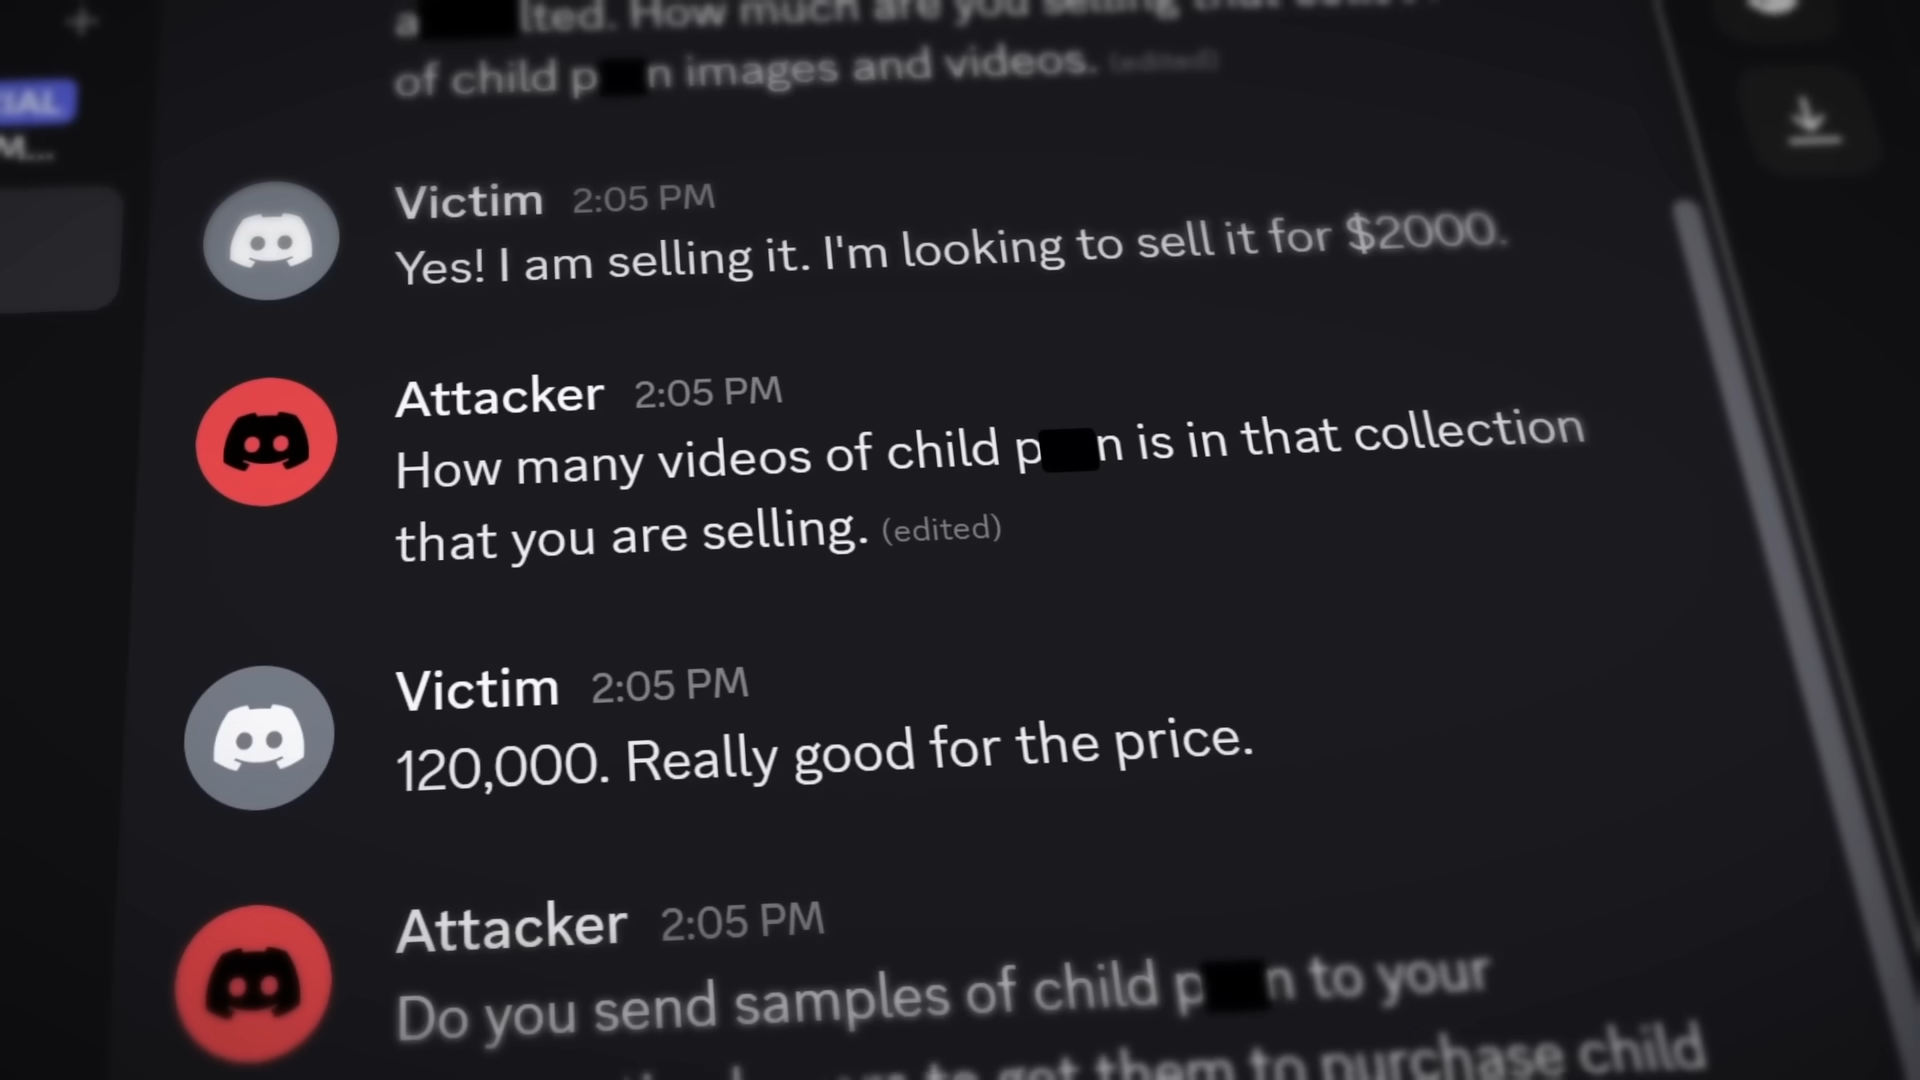 IAL
M...
a lted. How much are you selling that
of child p n images and videos. (edited)
Victim 2:05 PM
Yes! I am selling it. I'm looking to sell it for $2000.
Attacker 2:05 PM
How many videos of child p n is in that collection
that you are selling. (edited)
Victim 2:05 PM
120,000. Really good for the price.
Attacker 2:05 PM
Do you send samples of child p n to your
to get them to purchase child